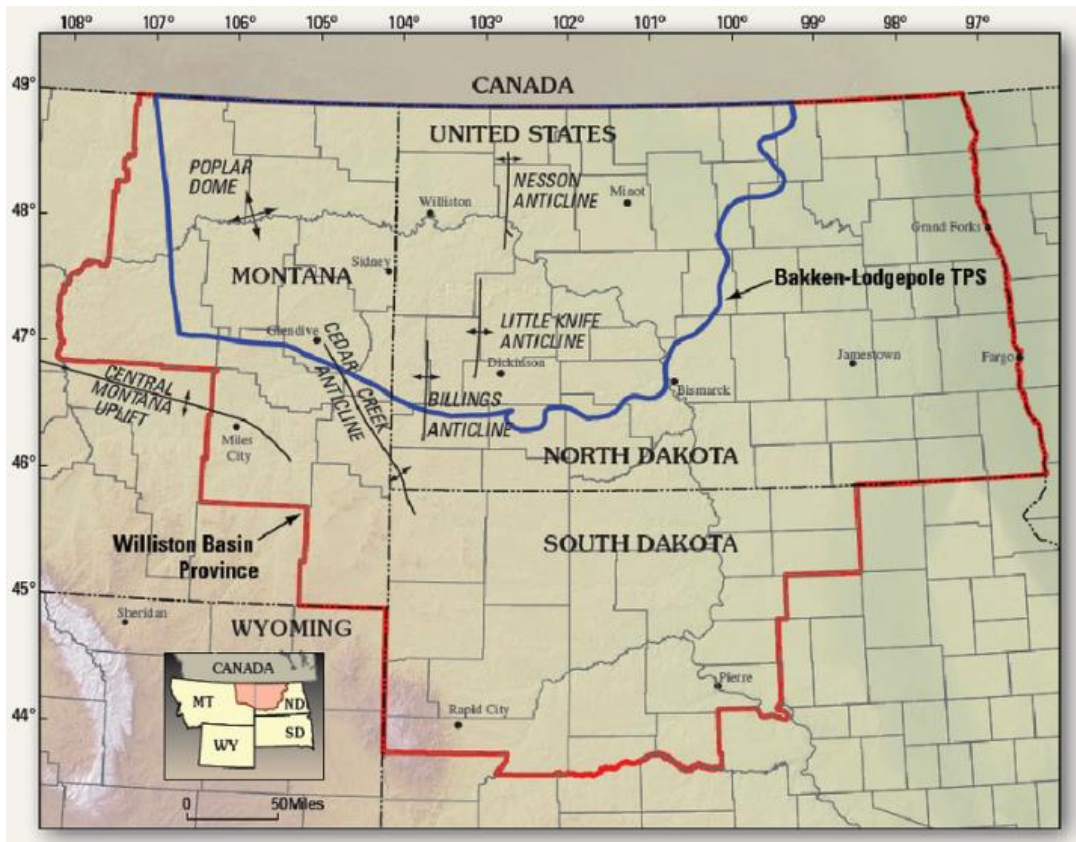 108° 107° 106° 105° 104° 103° 102° 101° 100° 99° 98° 97°
49°
CANADA
UNITED STATES
POPLAR
DOME
NESSON
ANTICLINE
Minot
Williston
48°
Grand Forks
Sidney
MONTANA
Bakken-Lodgepole TPS
47°
Glendive
CEDAR CREEK
ANTICLINE
LITTLE KNIFE
ANTICLINE
Dickinson
Jamestown
Fargo
CENTRAL
MONTANA
UPLIFT
BILLINGS
ANTICLINE
Bismarck
Miles
City
46°
NORTH DAKOTA
Williston Basin
Province
SOUTH DAKOTA
45°
Sheridan
WYOMING
CANADA
MT
ND
SD
WY
Pierre
44°
Rapid City
0 50 Miles